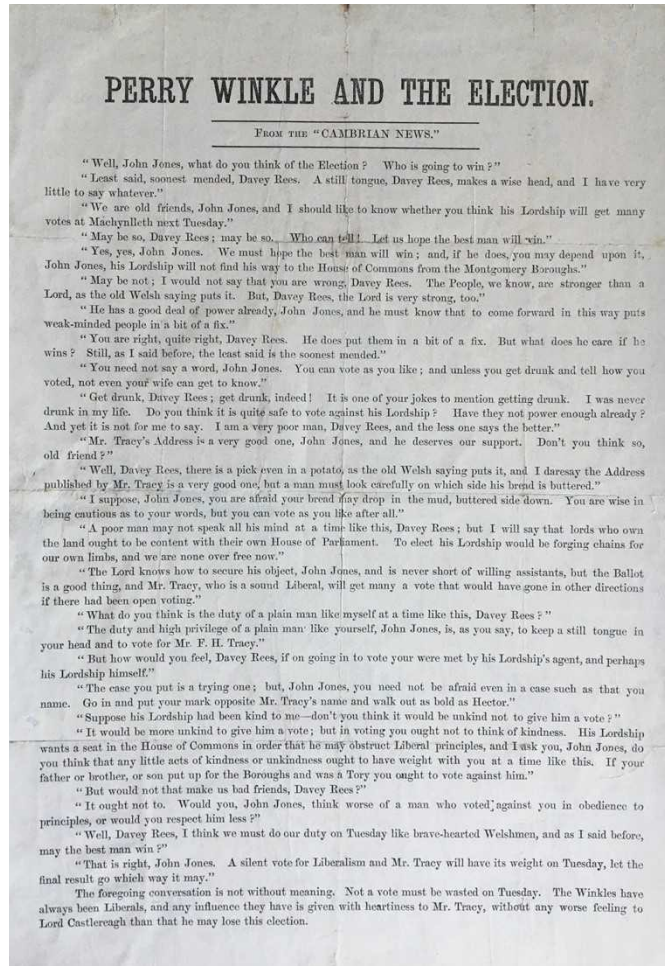 PERRY WINKLE AND THE ELECTION.
FROM THE "CAMBRIAN NEWS."
"Well, John Jones, what do you think of the Election? Who is going to win?"
"Least said, soonest mended, Davey Rees. A still tongue, Davey Rees, makes a wise head, and I have very
little to say whatever."
"We are old friends, John Jones, and I should like to know whether you think his Lordship will get many
votes at Machynlleth next Tuesday."
"May be so, Davey Rees; may be so. Who can tell! Let us hope the best man will win."
"Yes, yes, John Jones. We must hope the best man will win; and, if he does, you may depend upon it,
John Jones, his Lordship will not find his way to the House of Commons from the Montgomery Boroughs."
"May be not; I would not say that you are wrong, Davey Rees. The People, we know, are stronger than a
Lord, as the old Welsh saying puts it. But, Davey Rees, the Lord is very strong, too."
"He has a good deal of power already, John Jones, and he must know that to come forward in this way puts
weak-minded people in a bit of a fix."
"You are right, quite right, Davey Rees. He does put them in a bit of a fix. But what does he care if he
wins? Still, as I said before, the least said is the soonest mended."
"You need not say a word, John Jones. You can vote as you like; and unless you get drunk and tell how you
voted, not even your wife can get to know."
"Get drunk, Davey Rees; get drunk, indeed! It is one of your jokes to mention getting drunk. I was never
drunk in my life. Do you think it is quite safe to vote against his Lordship? Have they not power enough already?
And yet it is not for me to say. I am a very poor man, Davey Rees, and the less one says the better."
"Mr. Tracy's Address is a very good one, John Jones, and he deserves our support. Don't you think so,
old friend?"
"Well, Davey Rees, there is a pick even in a potato, as the old Welsh saying puts it, and I daresay the Address
published by Mr. Tracy is a very good one, but a man must look carefully on which side his bread is buttered."
"I suppose, John Jones, you are afraid your bread may drop in the mud, buttered side down. You are wise in
being cautious as to your words, but you can vote as you like after all."
"A poor man may not speak all his mind at a time like this, Davey Rees; but I will say that lords who own
the land ought to be content with their own House of Parliament. To elect his Lordship would be forging chains for
our own limbs, and we are none over free now."
"The Lord knows how to secure his object, John Jones, and is never short of willing assistants, but the Ballot
is a good thing, and Mr. Tracy, who is a sound Liberal, will get many a vote that would have gone in other directions
if there had been open voting."
"What do you think is the duty of a plain man like myself at a time like this, Davey Rees?"
"The duty and high privilege of a plain man like yourself, John Jones, is, as you say, to keep a still tongue in
your head and to vote for Mr. F. H. Tracy."
"But how would you feel, Davey Rees, if on going in to vote your were met by his Lordship's agent, and perhaps
his Lordship himself."
"The case you put is a trying one; but, John Jones, you need not be afraid even in a case such as that you
name. Go in and put your mark opposite Mr. Tracy's name and walk out as bold as Hector."
"Suppose his Lordship had been kind to me—don't you think it would be unkind not to give him a vote?"
"It would be more unkind to give him a vote; but in voting you ought not to think of kindness. His Lordship
wants a seat in the House of Commons in order that he may obstruct Liberal principles, and I ask you, John Jones, do
you think that any little acts of kindness or unkindness ought to have weight with you at a time like this. If your
father or brother, or son put up for the Boroughs and was a Tory you ought to vote against him."
"But would not that make us bad friends, Davey Rees?"
"It ought not to. Would you, John Jones, think worse of a man who voted against you in obedience to
principles, or would you respect him less?"
"Well, Davey Rees, I think we must do our duty on Tuesday like brave-hearted Welshmen, and as I said before,
may the best man win?"
"That is right, John Jones. A silent vote for Liberalism and Mr. Tracy will have its weight on Tuesday, let the
final result go which way it may."
The foregoing conversation is not without meaning. Not a vote must be wasted on Tuesday. The Winkles have
always been Liberals, and any influence they have is given with heartiness to Mr. Tracy, without any worse feeling to
Lord Castlereagh than that he may lose this election.